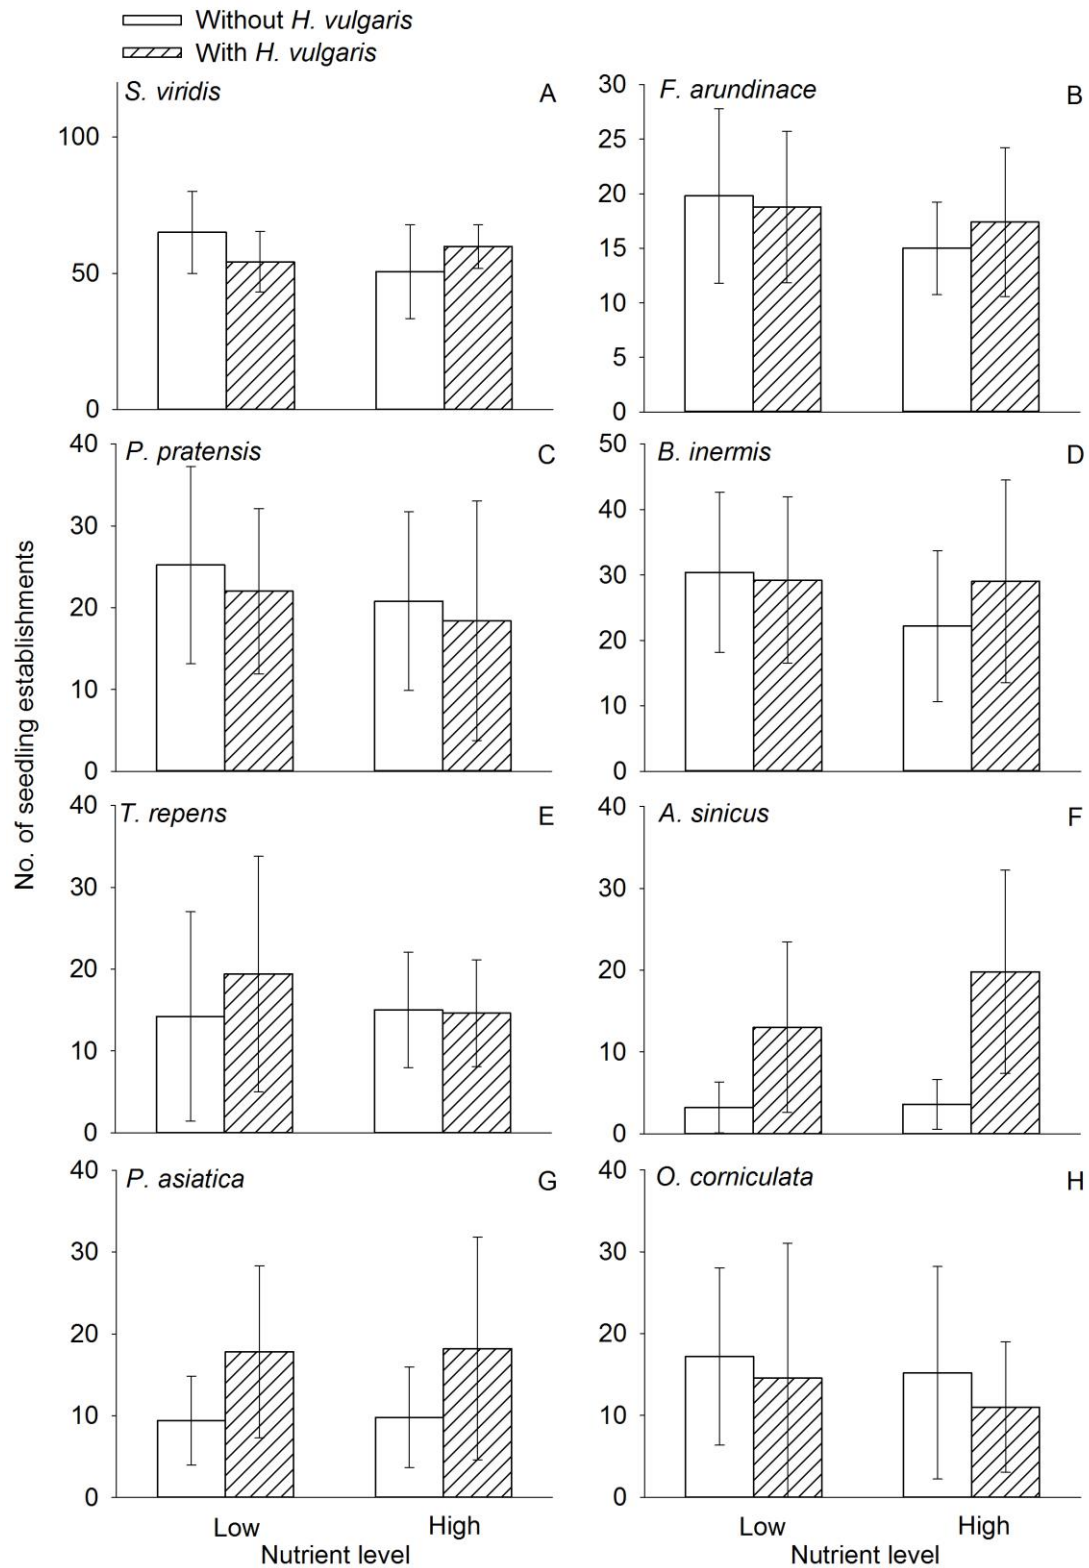 Without H. vulgaris
With H. vulgaris
S. viridis A
100
50
0
F. arundinace B
30
25
20
15
10
5
0
P. pratensis C
40
30
20
10
0
B. inermis D
50
40
30
20
10
0
No. of seedling establishments
T. repens E
40
30
20
10
0
A. sinicus F
40
30
20
10
0
P. asiatica G
40
30
20
10
0
Low High
Nutrient level
O. corniculata H
40
30
20
10
0
Low High
Nutrient level